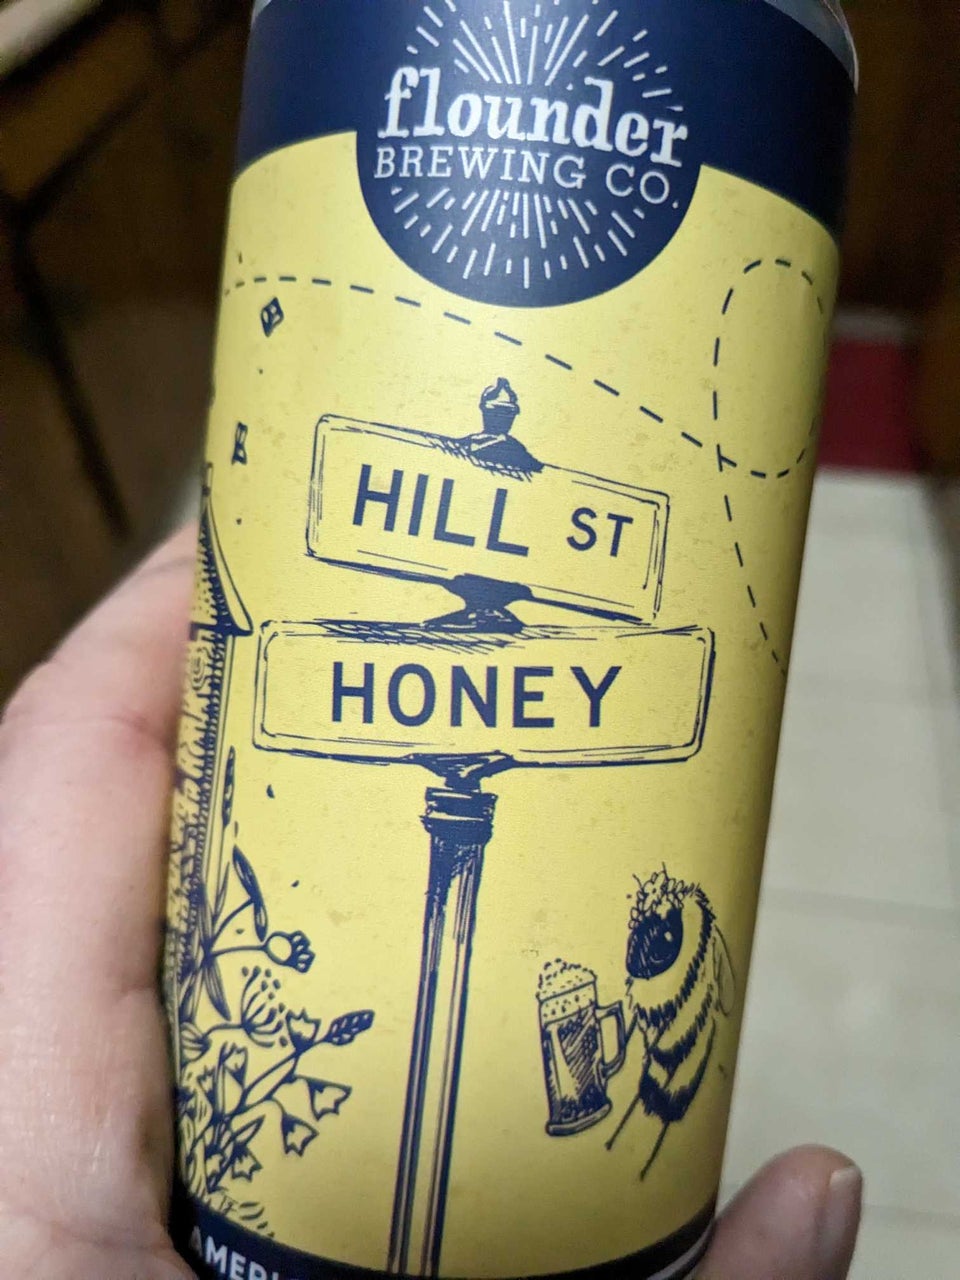 flounder
BREWING CO.
HILL ST
HONEY